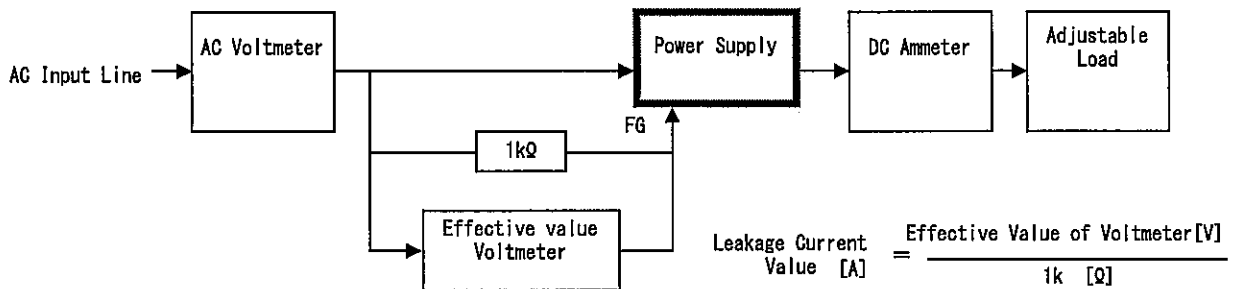 AC Input Line
AC Voltmeter
Power Supply
DC Ammeter
Adjustable
Load
FG
1kΩ
Effective value
Voltmeter
Leakage Current
Value [A]
=
Effective Value of Voltmeter[V]
1k [Ω]